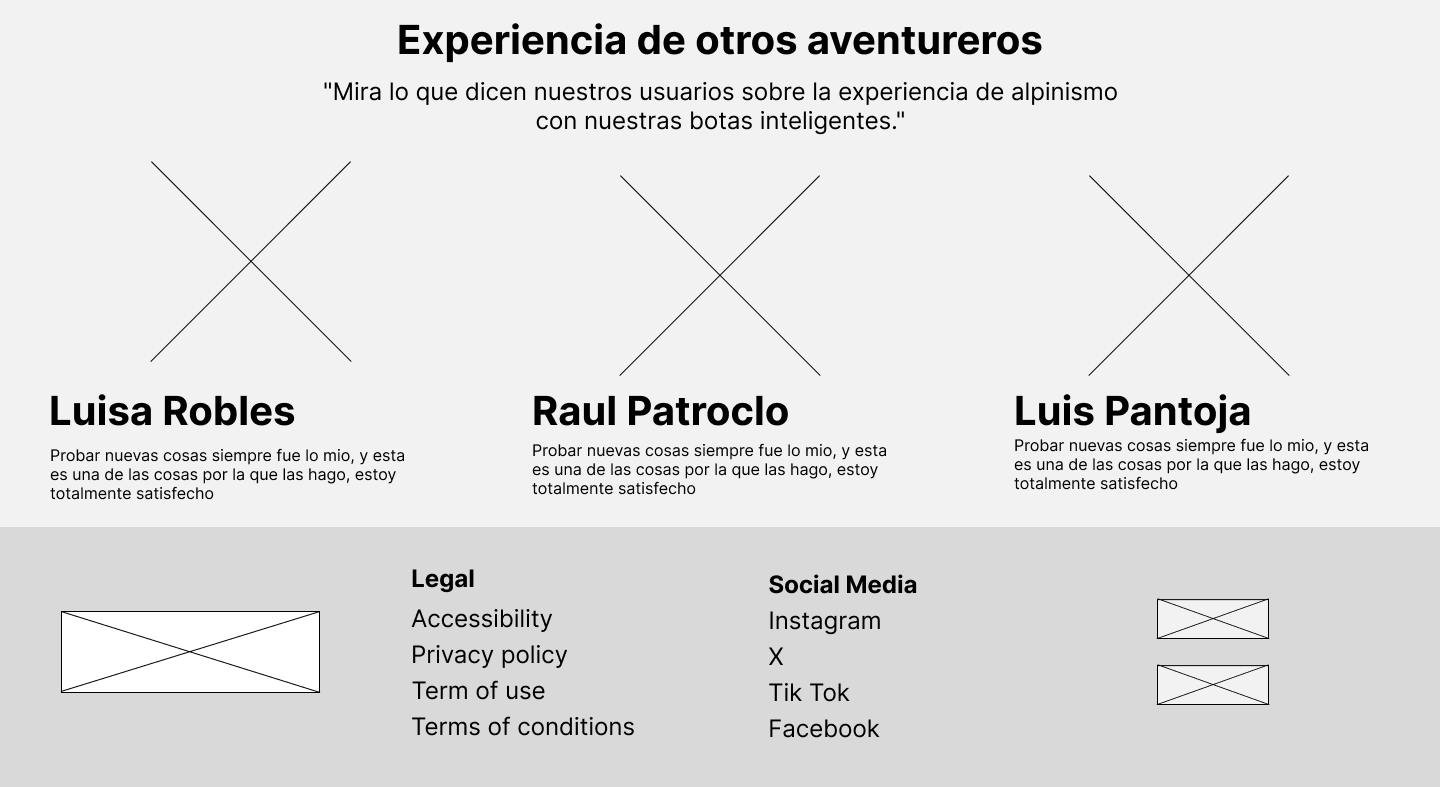 Experiencia de otros aventureros
"Mira lo que dicen nuestros usuarios sobre la experiencia de alpinismo
con nuestras botas inteligentes."
Luisa Robles
Probar nuevas cosas siempre fue lo mio, y esta
es una de las cosas por la que las hago, estoy
totalmente satisfecho
Raul Patroclo
Probar nuevas cosas siempre fue lo mio, y esta
es una de las cosas por la que las hago, estoy
totalmente satisfecho
Luis Pantoja
Probar nuevas cosas siempre fue lo mio, y esta
es una de las cosas por la que las hago, estoy
totalmente satisfecho
Legal
Accessibility
Privacy policy
Term of use
Terms of conditions
Social Media
Instagram
X
Tik Tok
Facebook